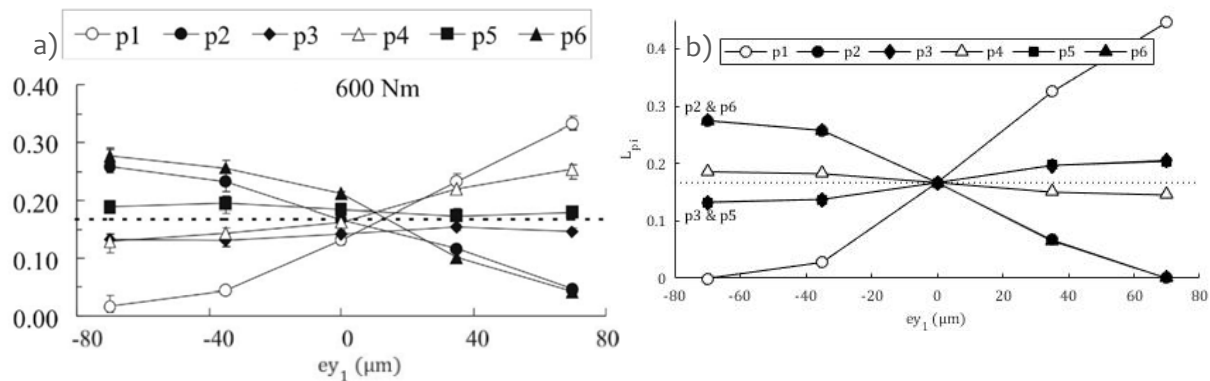 a)
p1 p2 p3 p4 p5 p6
600 Nm
0.40
0.30
0.20
0.10
0.00
-80 -40 0 40 80
ey1 (μm)
b)
p1 p2 p3 p4 p5 p6
0.4
0.3
0.2
0.1
0
L pi
p2 & p6
p3 & p5
-80 -60 -40 -20 0 20 40 60 80
ey1 (μm)